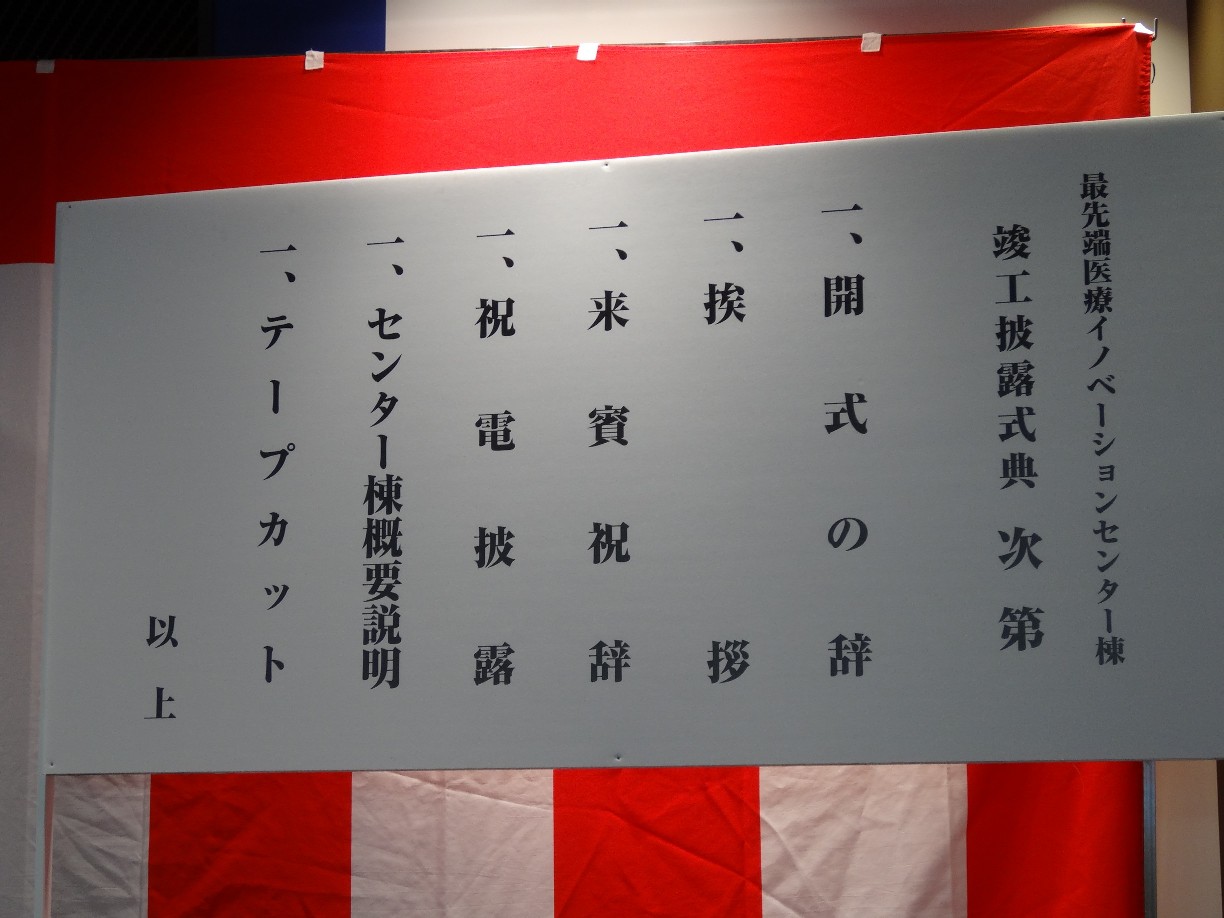 最先端医療イノベーションセンター棟
竣工披露式典 次第
一、開式の辞
一、挨拶
一、来賓祝辞
一、祝電披露
一、センター棟概要説明
一、テープカット
以上